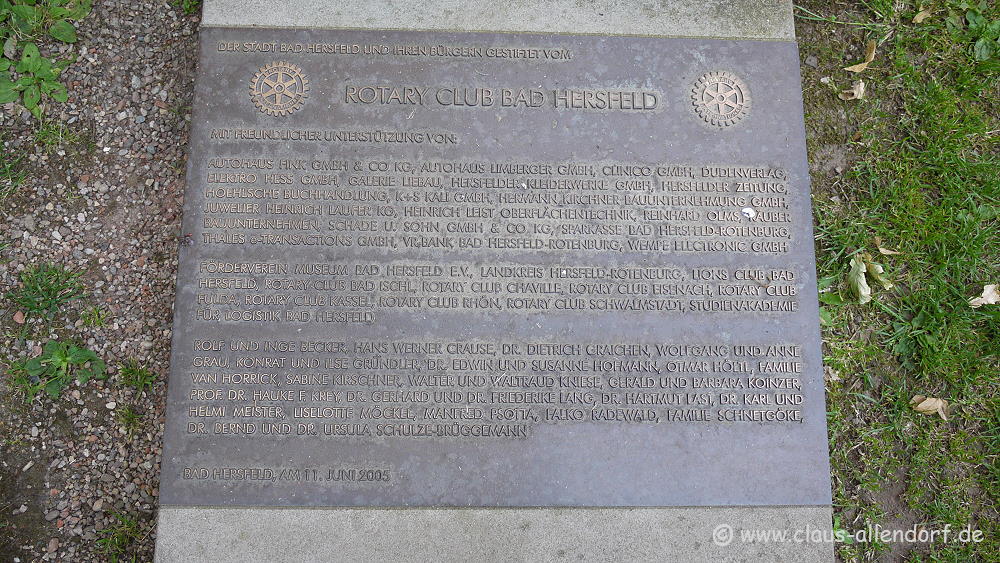 DER STADT BAD HERSFELD UND IHREN BÜRGERN GESTIFTET VOM
ROTARY CLUB BAD HERSFELD
MIT FREUNDLICHER UNTERSTÜTZUNG VON:
AUTOHAUS FINK GMBH & CO KG, AUTOHAUS LIMBERGER GMBH, CLINICO GMBH, DUDENVERLAG,
ELEKTRO HESS GMBH, GALERIE LIEBAU, HERSFELDER KLEIDERWERKE GMBH, HERSFELDER ZEITUNG,
HOEHLSCHE BUCHHANDLUNG, K+S KALI GMBH, HERMANN KIRCHNER BAUUNTERNEHMUNG GMBH,
JUWELIER HEINRICH LAUFER KG, HEINRICH LEIST OBERFLÄCHENTECHNIK, REINHARD OLMS, RÄUBER
BAUUNTERNEHMEN, SCHADE U. SOHN GMBH & CO. KG, SPARKASSE BAD HERSFELD-ROTENBURG,
THALES e-TRANSACTIONS GMBH, VR-BANK BAD HERSFELD-ROTENBURG, WEMPE ELECTRONIC GMBH
FÖRDERVEREIN MUSEUM BAD HERSFELD E.V., LANDKREIS HERSFELD-ROTENBURG, LIONS CLUB BAD
HERSFELD, ROTARY CLUB BAD ISCHL, ROTARY CLUB CHAVILLE, ROTARY CLUB EISENACH, ROTARY CLUB
FULDA, ROTARY CLUB KASSEL, ROTARY CLUB RHÖN, ROTARY CLUB SCHWALMSTADT, STUDIENAKADEMIE
FÜR LOGISTIK BAD HERSFELD
ROLF UND INGE BECKER, HANS WERNER CRAUSE, DR. DIETRICH GRAICHEN, WOLFGANG UND ANNE
GRAU, KONRAT UND ILSE GRÜNDLER, DR. EDWIN UND SUSANNE HOFMANN, OTMAR HÖLTL, FAMILIE
VAN HORRICK, SABINE KIRSCHNER, WALTER UND WALTRAUD KNIESE, GERALD UND BARBARA KOINZER,
PROF. DR. HAUKE F. KREY, DR. GERHARD UND DR. FRIEDERIKE LANG, DR. HARTMUT LAST, DR. KARL UND
HELMI MEISTER, LISELOTTE MÖCKEL, MANFRED PSOTTA, FALKO RADEWALD, FAMILIE SCHNETGÖKE,
DR. BERND UND DR. URSULA SCHULZE-BRÜGGEMANN
BAD HERSFELD, AM 11. JUNI 2005
© www.claus-allendorf.de